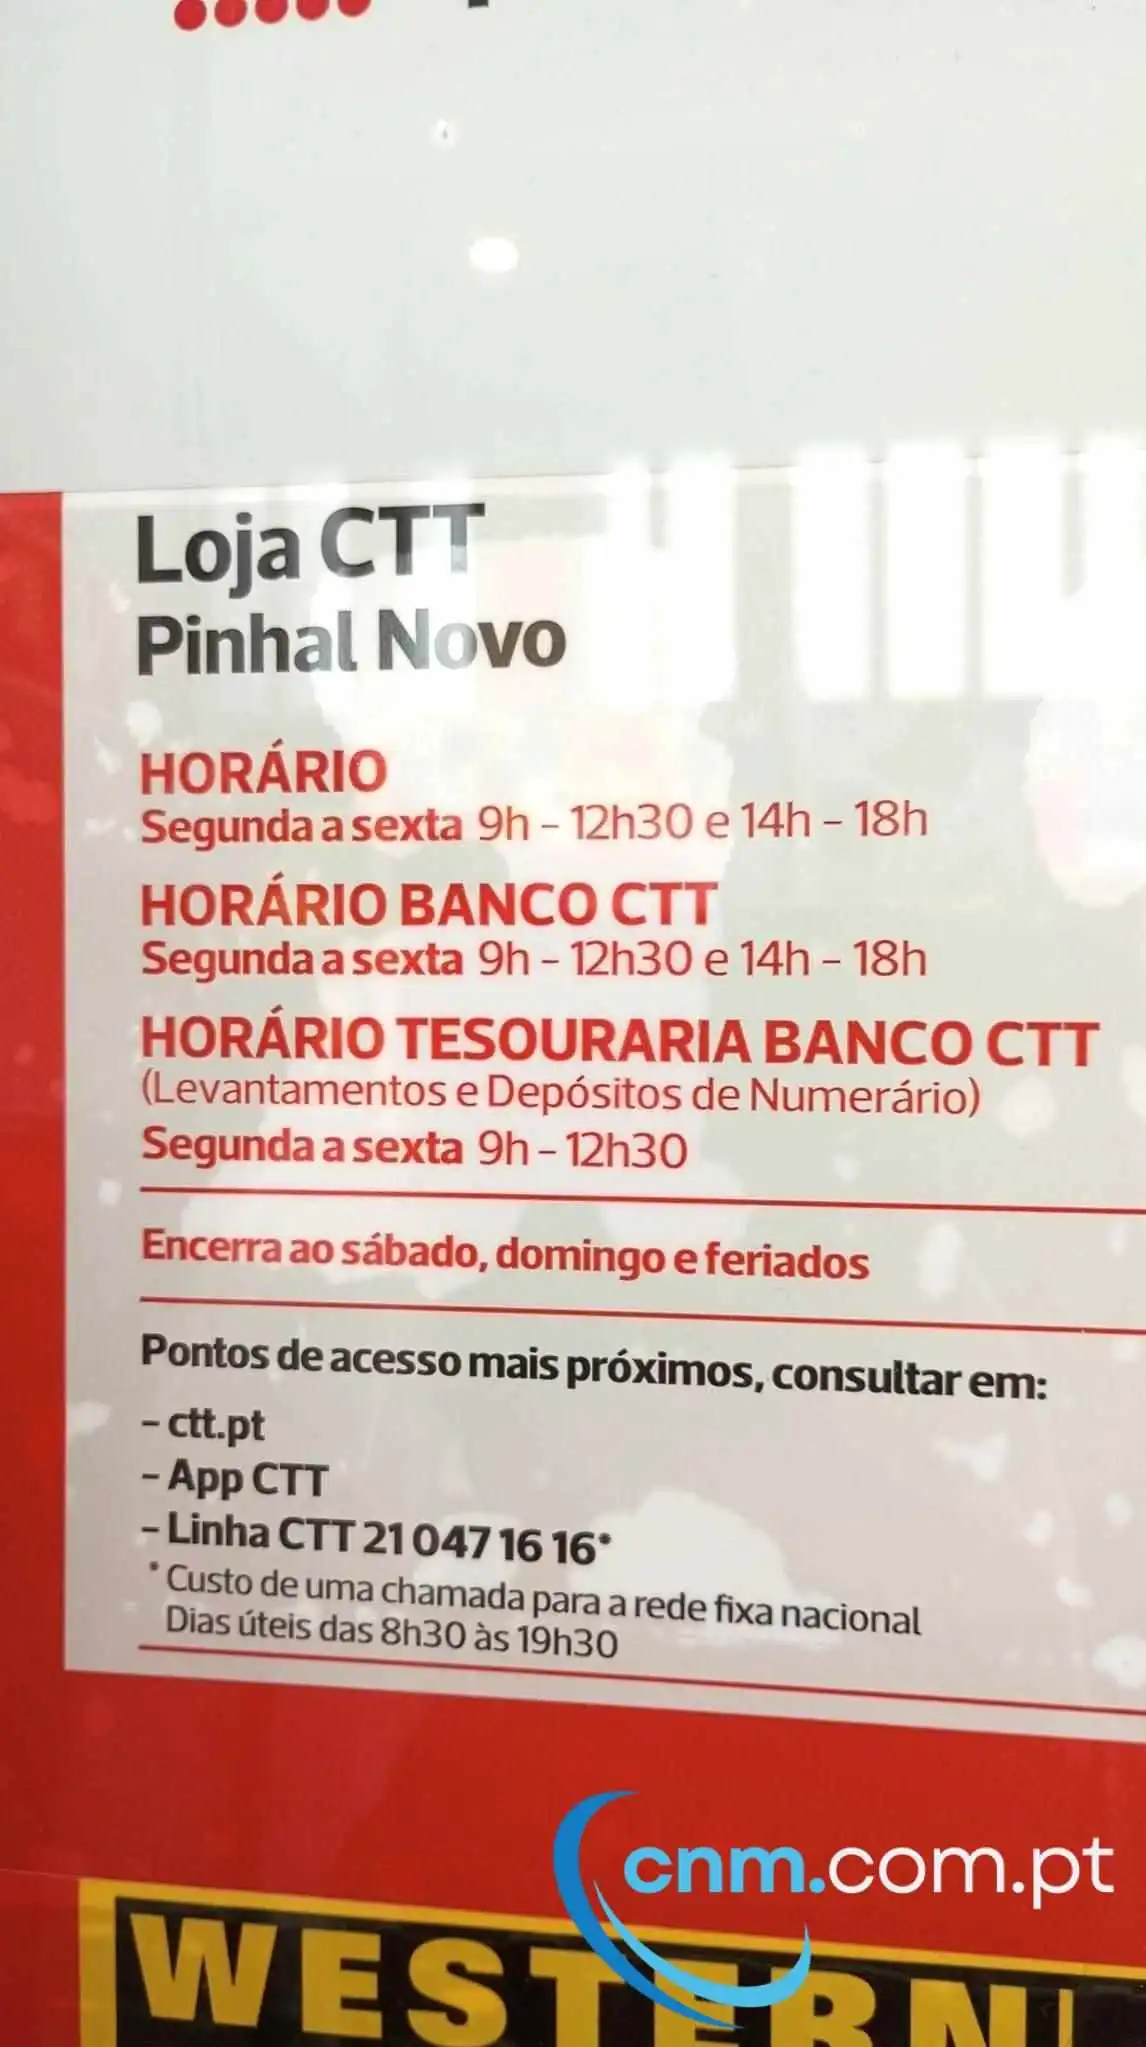 Loja CTT
Pinhal Novo
HORÁRIO
Segunda a sexta 9h – 12h30 e 14h – 18h
HORÁRIO BANCO CTT
Segunda a sexta 9h – 12h30 e 14h – 18h
HORÁRIO TESOURARIA BANCO CTT
(Levantamentos e Depósitos de Numerário)
Segunda a sexta 9h – 12h30
Encerra ao sábado, domingo e feriados
Pontos de acesso mais próximos, consultar em:
– ctt.pt
– App CTT
– Linha CTT 21 047 16 16*
* Custo de uma chamada para a rede fixa nacional
Dias úteis das 8h30 às 19h30
cnm.com.pt
WESTERN